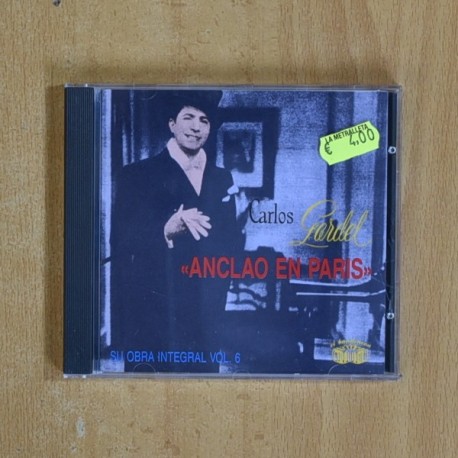 LA METRALLETA
€ 4,00
Carlos Gardel
«ANCLAO EN PARIS»
SU OBRA INTEGRAL VOL. 6